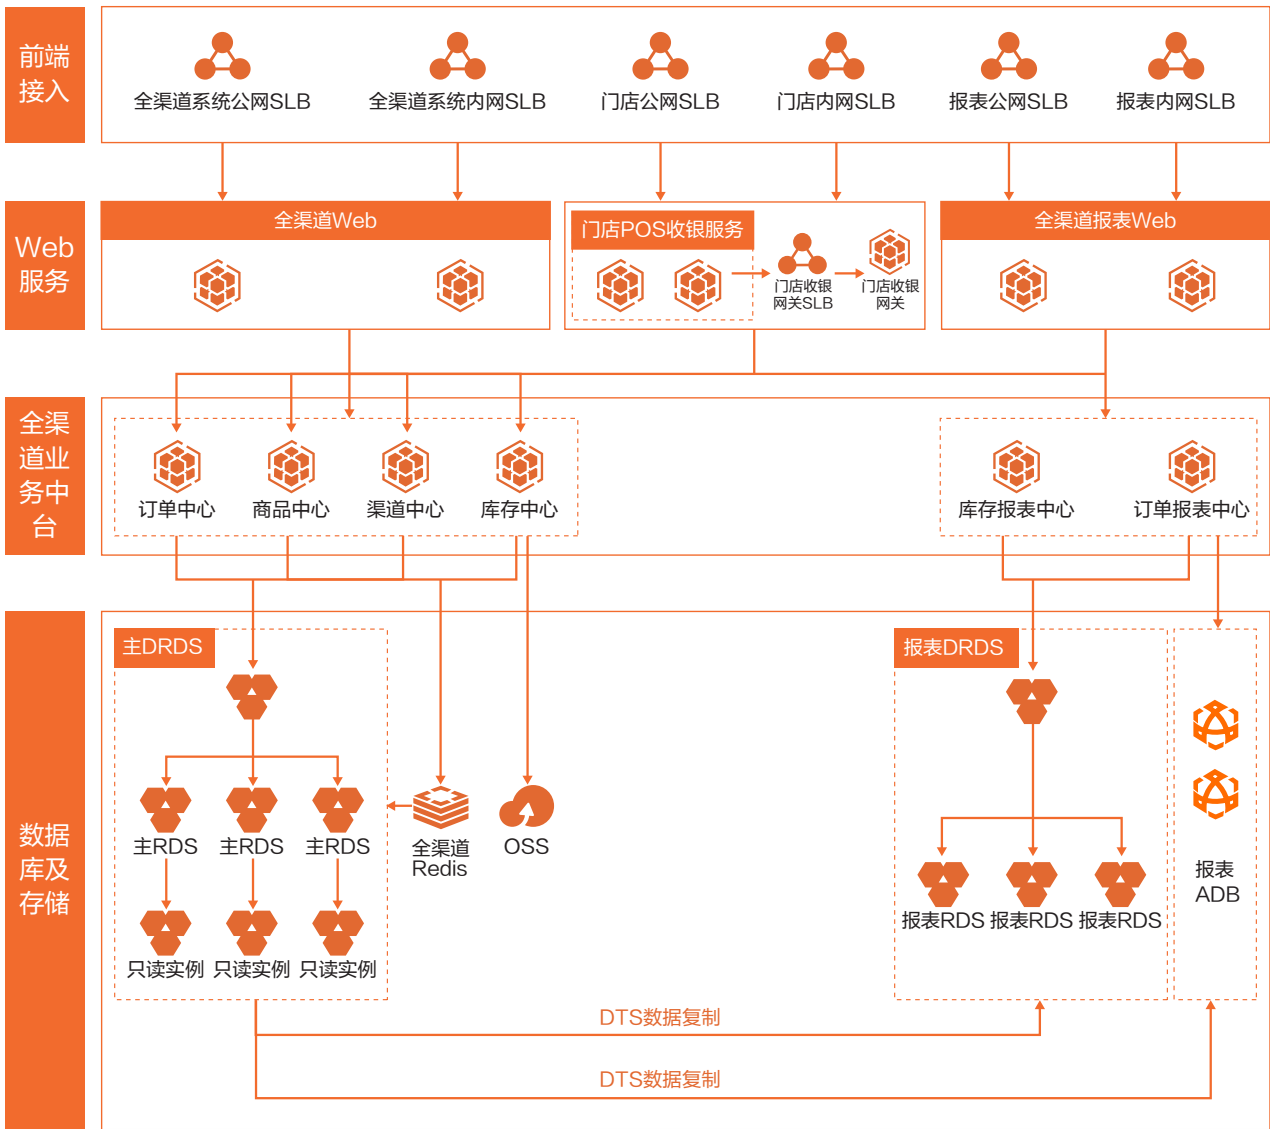 前端
接入
全渠道系统公网SLB
全渠道系统内网SLB
门店公网SLB
门店内网SLB
报表公网SLB
报表内网SLB
Web
服务
全渠道Web
门店POS收银服务
门店收银
网关SLB
门店收银
网关
全渠道报表Web
全渠
道业
务中
台
订单中心
商品中心
渠道中心
库存中心
库存报表中心
订单报表中心
数据
库及
存储
主DRDS
主RDS
主RDS
主RDS
只读实例
只读实例
只读实例
全渠道
Redis
OSS
报表DRDS
报表RDS
报表RDS
报表RDS
报表
ADB
DTS数据复制
DTS数据复制